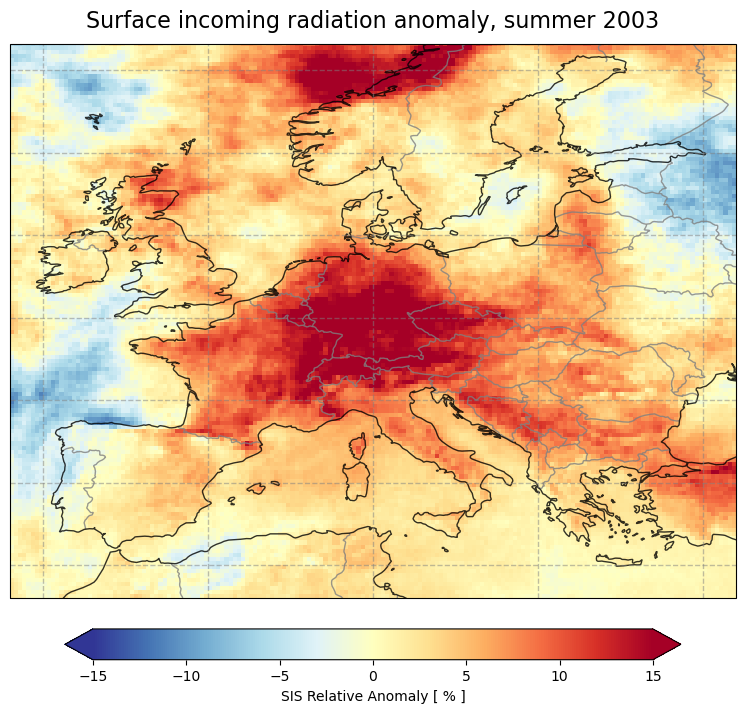 Surface incoming radiation anomaly, summer 2003
−15 −10 −5 0 5 10 15
SIS Relative Anomaly [ % ]